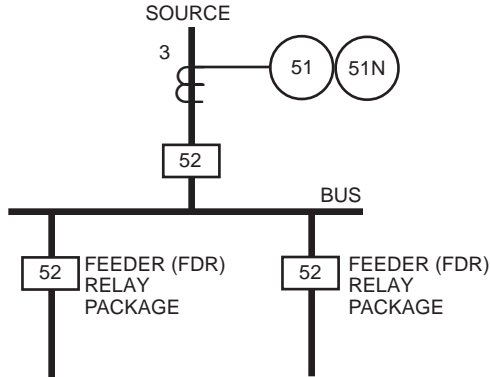 SOURCE
3
51
51N
52
BUS
52
FEEDER (FDR)
RELAY
PACKAGE
52
FEEDER (FDR)
RELAY
PACKAGE